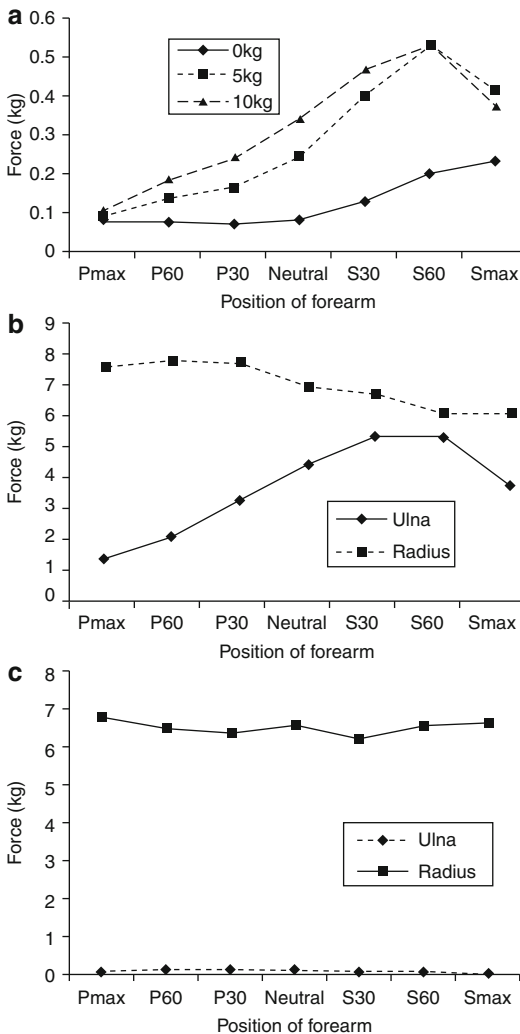 a
0.6
0.5
0.4
0.3
0.2
0.1
0
Force (kg)
0kg
5kg
10kg
Pmax P60 P30 Neutral S30 S60 Smax
Position of forearm
b
9
8
7
6
5
4
3
2
1
0
Force (kg)
Ulna
Radius
Pmax P60 P30 Neutral S30 S60 Smax
Position of forearm
c
8
7
6
5
4
3
2
1
0
Force (kg)
Ulna
Radius
Pmax P60 P30 Neutral S30 S60 Smax
Position of forearm